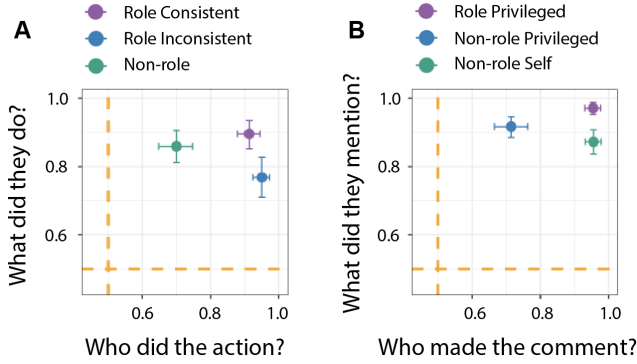 A
Role Consistent
Role Inconsistent
Non-role
What did they do?
1.0
0.8
0.6
0.6 0.8 1.0
Who did the action?
B
Role Privileged
Non-role Privileged
Non-role Self
What did they mention?
1.0
0.8
0.6
0.6 0.8 1.0
Who made the comment?